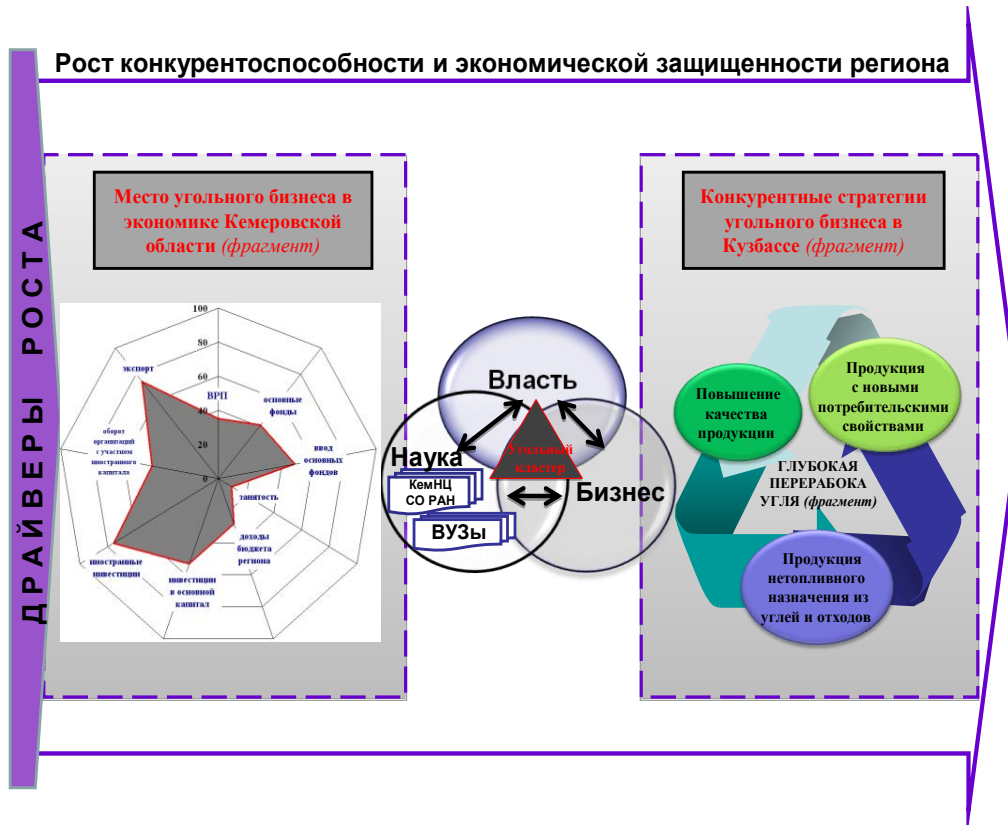 Рост конкурентоспособности и экономической защищенности региона
ДРАЙВЕРЫ РОСТА
Место угольного бизнеса в
экономике Кемеровской
области (фрагмент)
100
80
60
40
20
0
экспорт
ВРП
основные
фонды
оборот
организаций
с участием
иностранного
капитала
ввод
основных
фондов
занятость
доходы
бюджета
региона
иностранные
инвестиции
инвестиции
в основной
капитал
Власть
Угольный
кластер
Наука
КемНЦ
СО РАН
ВУЗы
Бизнес
Конкурентные стратегии
угольного бизнеса в
Кузбассе (фрагмент)
Повышение
качества
продукции
Продукция
с новыми
потребительскими
свойствами
ГЛУБОКАЯ
ПЕРЕРАБОКА
УГЛЯ (фрагмент)
Продукция
нетопливного
назначения из
углей и отходов